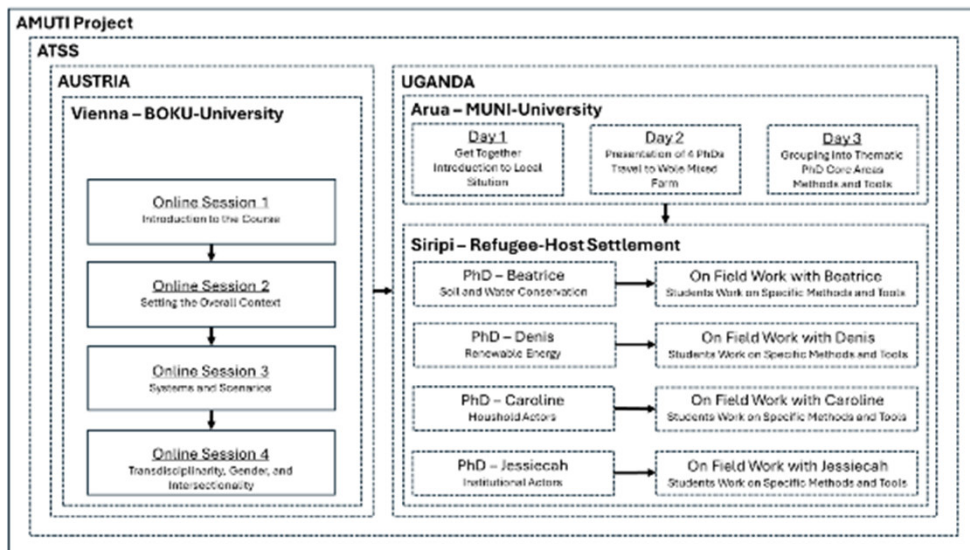 AMUTI Project
ATSS
AUSTRIA
Vienna – BOKU-University
Online Session 1
Introduction to the Course
Online Session 2
Setting the Overall Context
Online Session 3
Systems and Scenarios
Online Session 4
Transdisciplinarity, Gender, and
Intersectionality
UGANDA
Arua – MUNI-University
Day 1
Get Together
Introduction to Local
Sitution
Day 2
Presentation of 4 PhDs
Travel to Wole Mixed
Farm
Day 3
Grouping Into Thematic
PhD Core Areas
Methods and Tools
Siripi – Refugee-Host Settlement
PhD – Beatrice
Soil and Water Conservation
On Field Work with Beatrice
Students Work on Specific Methods and Tools
PhD – Denis
Renewable Energy
On Field Work with Denis
Students Work on Specific Methods and Tools
PhD – Caroline
Houshold Actors
On Field Work with Caroline
Students Work on Specific Methods and Tools
PhD – Jessiecah
Institutional Actors
On Field Work with Jessiecah
Students Work on Specific Methods and Tools